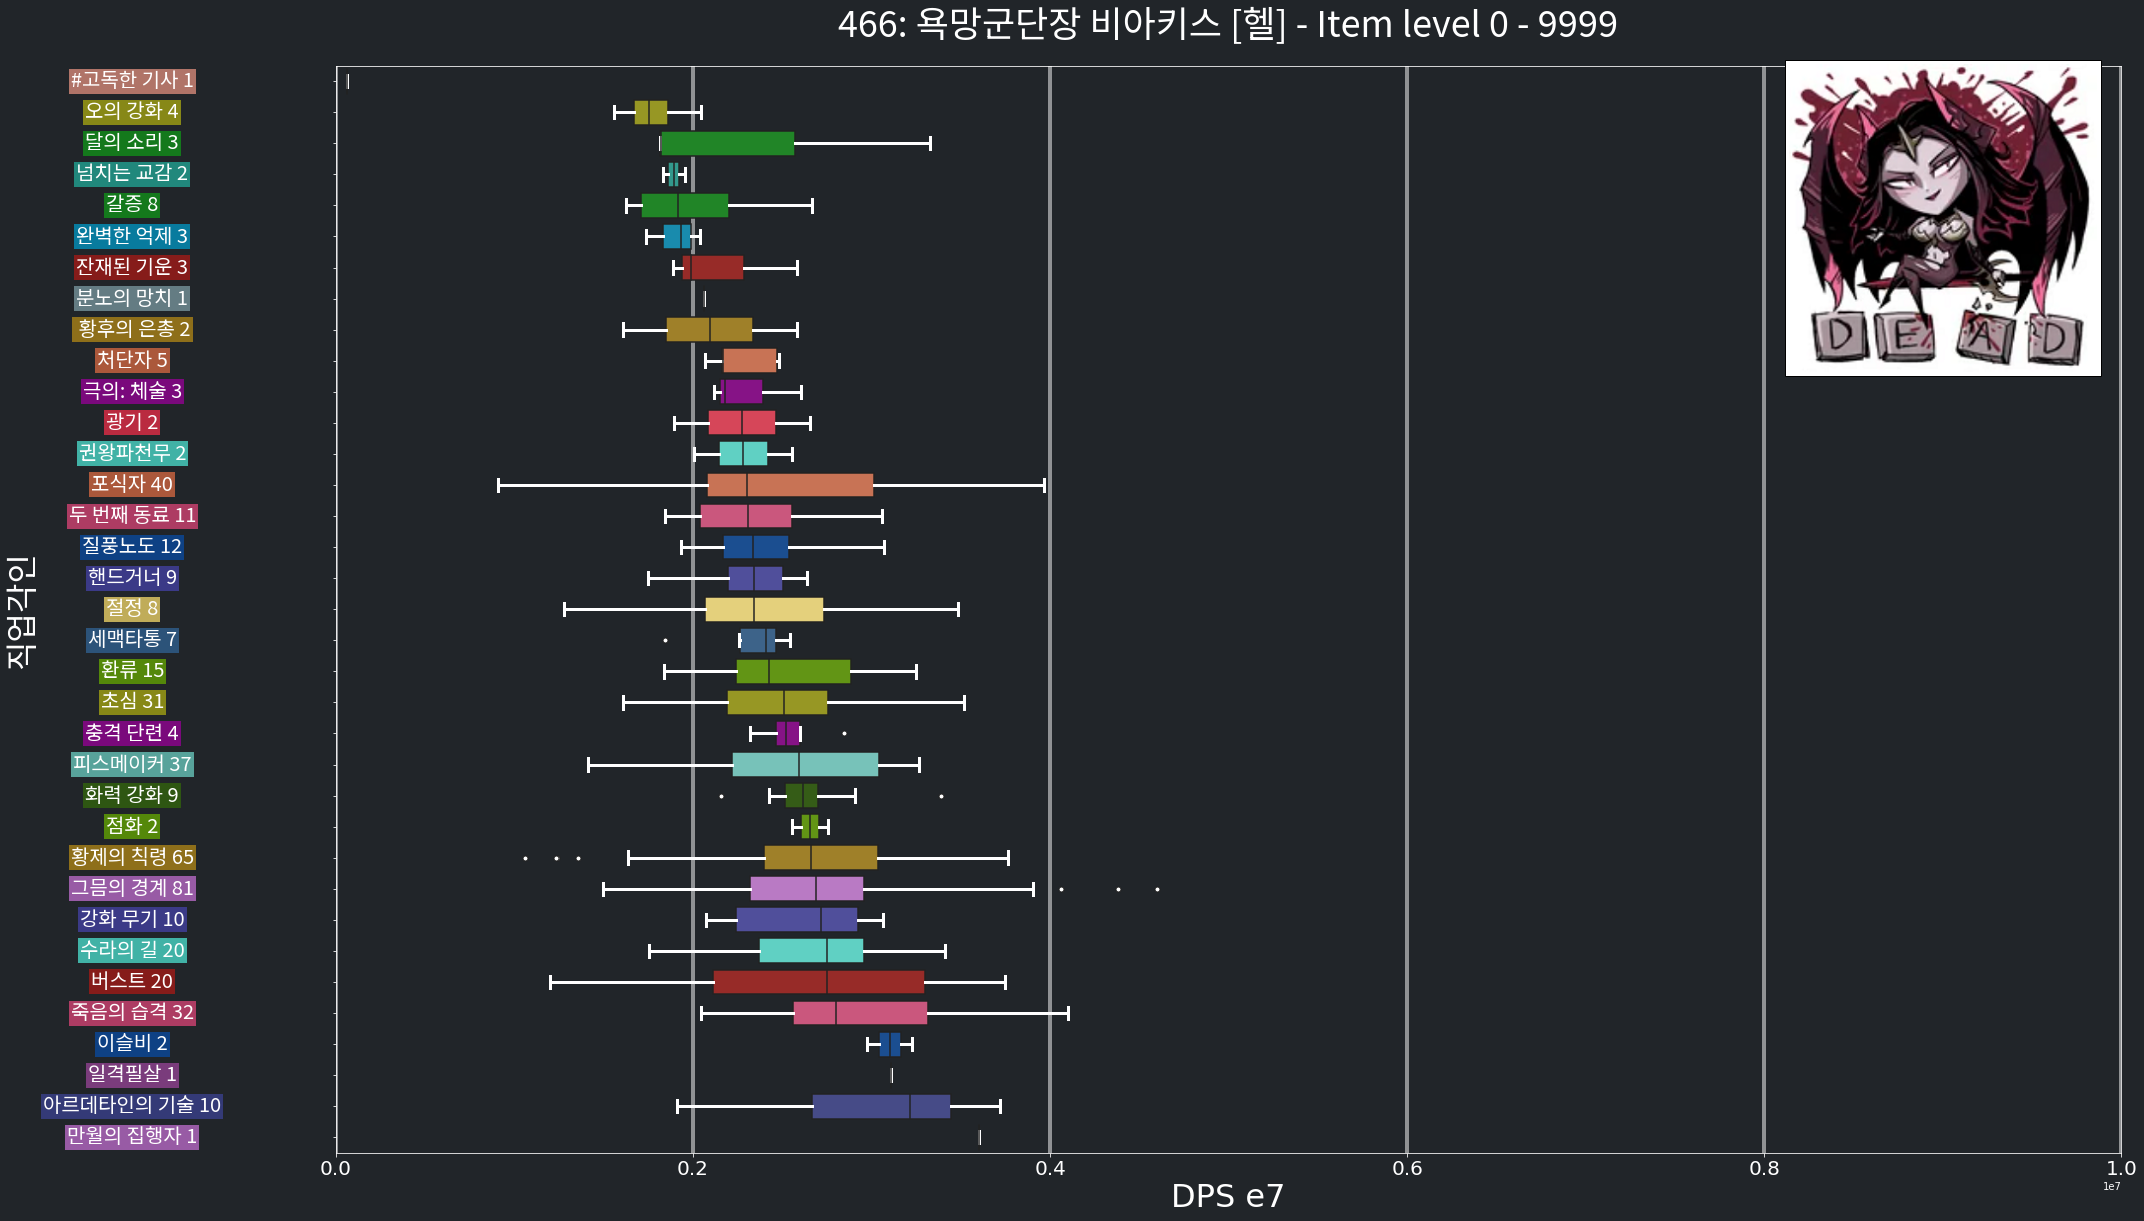 466: 욕망군단장 비아키스 [헬] - Item level 0 - 9999
#고독한 기사 1
오의 강화 4
달의 소리 3
넘치는 교감 2
갈증 8
완벽한 억제 3
잔재된 기운 3
분노의 망치 1
황후의 은총 2
처단자 5
극의: 체술 3
광기 2
권왕파천무 2
포식자 40
두 번째 동료 11
질풍노도 12
핸드거너 9
절정 8
세맥타통 7
환류 15
초심 31
충격 단련 4
피스메이커 37
화력 강화 9
점화 2
황제의 칙령 65
그믐의 경계 81
강화 무기 10
수라의 길 20
버스트 20
죽음의 습격 32
이슬비 2
일격필살 1
아르데타인의 기술 10
만월의 집행자 1
직업각인
0.0 0.2 0.4 0.6 0.8 1.0
1e7
DPS e7
D E A D